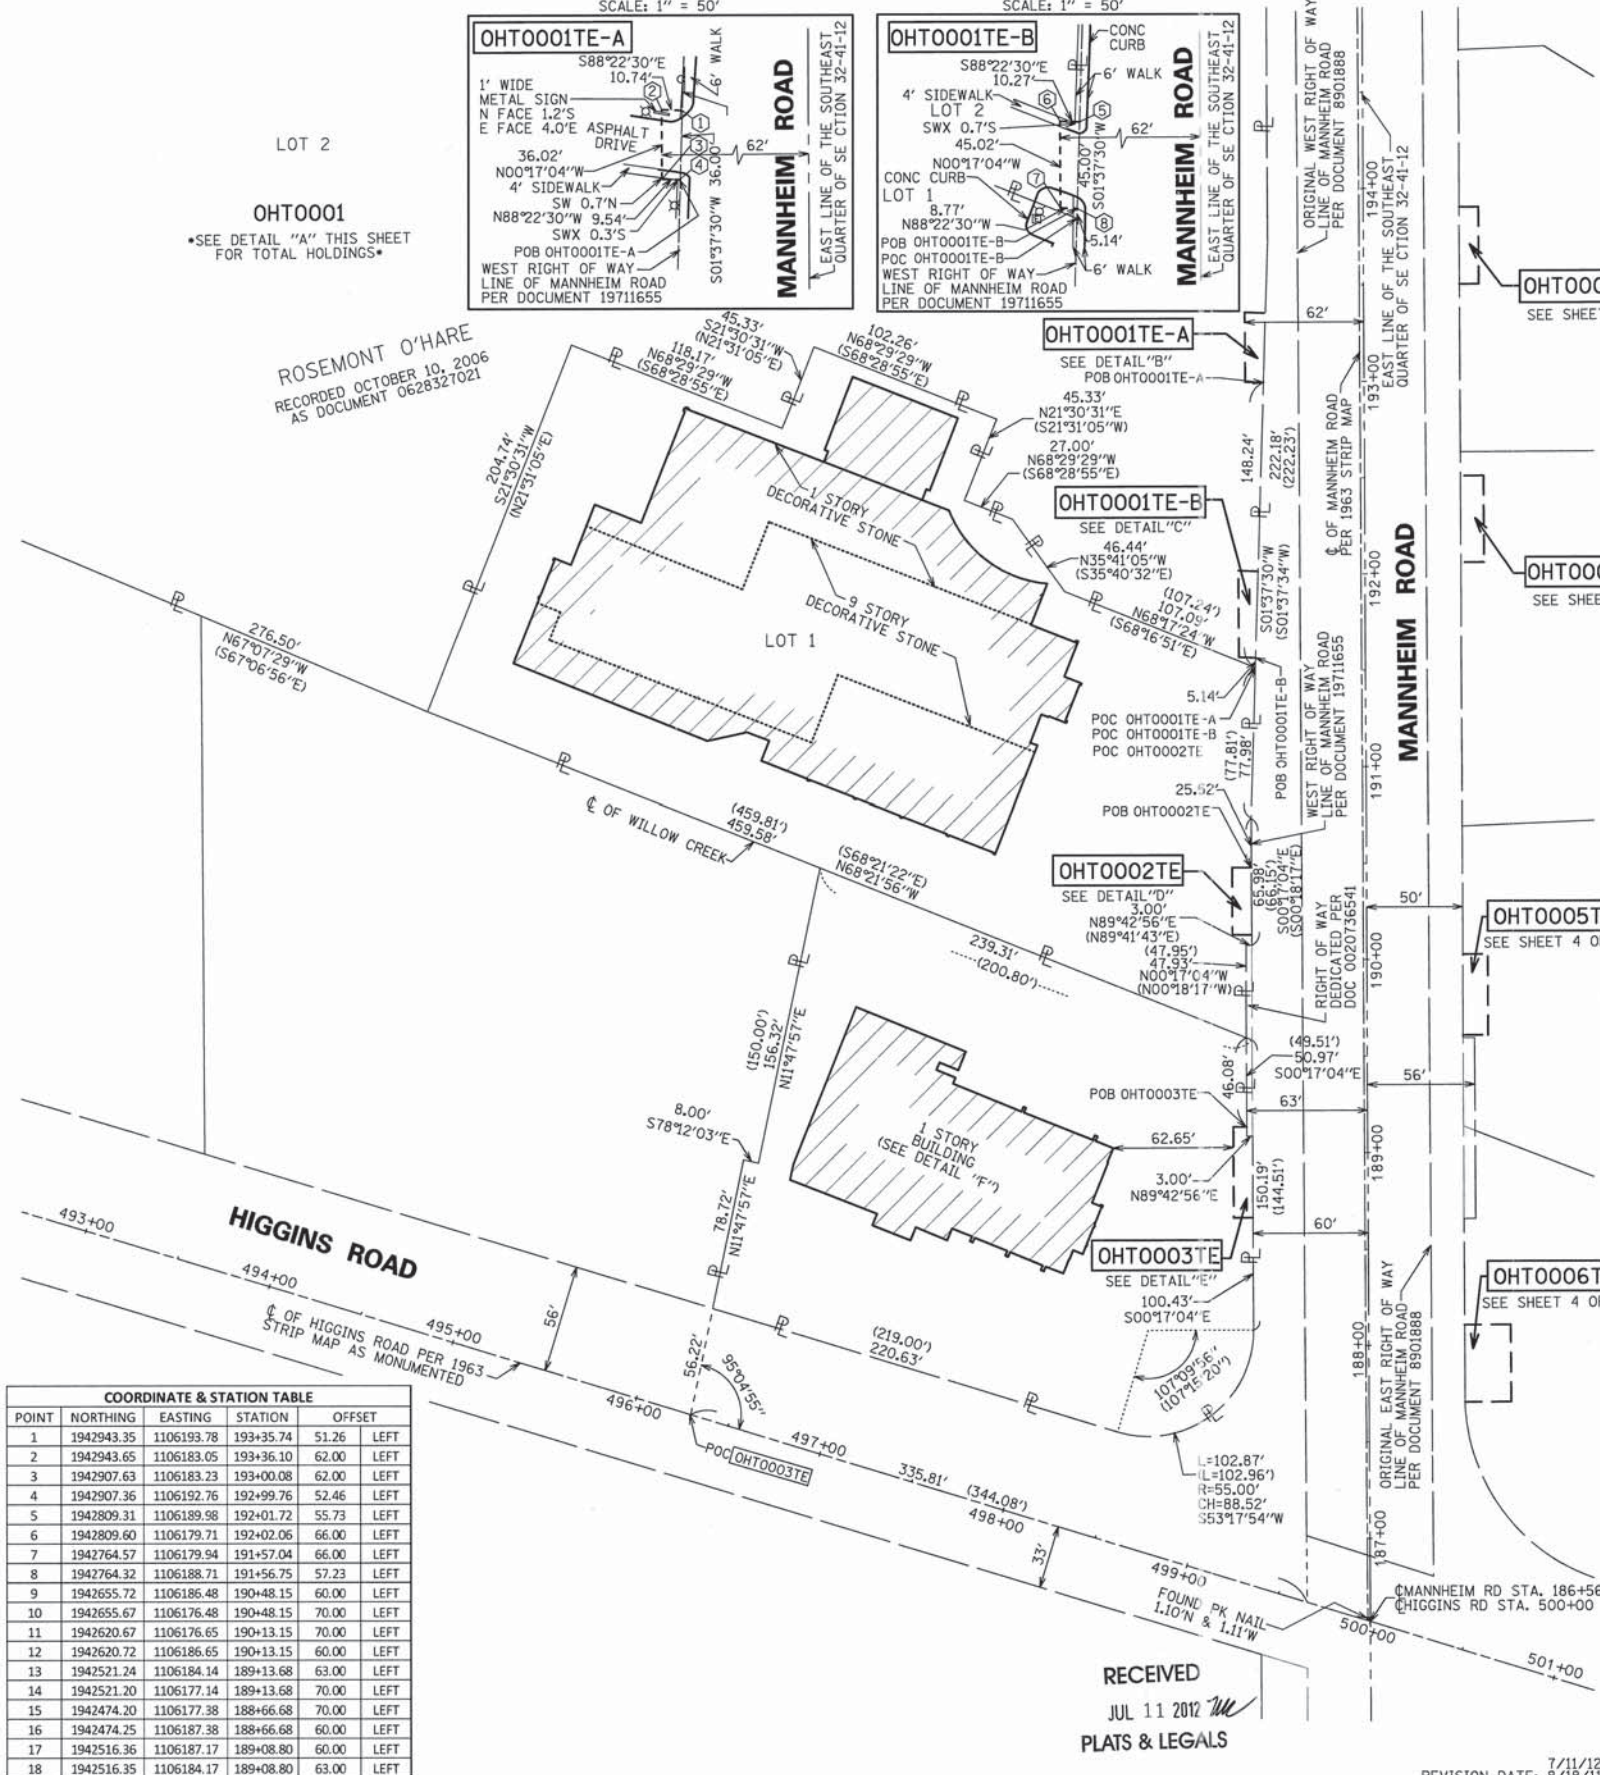 SCALE: 1" = 50'
SCALE: 1" = 50'
OHT0001TE-A
S88°22'30"E
10.74'
6' WALK
1' WIDE
METAL SIGN
N FACE 1.2'S
E FACE 4.0'E
ASPHALT
DRIVE
2
1
3
4
62'
36.02'
N00°17'04"W
4' SIDEWALK
SW 0.7'N
N88°22'30"W 9.54'
SWX 0.3'S
POB OHT0001TE-A
WEST RIGHT OF WAY
LINE OF MANNHEIM ROAD
PER DOCUMENT 19711655
S01°37'30"W 36.00'
MANNHEIM ROAD
EAST LINE OF THE SOUTHEAST
QUARTER OF SE CTION 32-41-12
OHT0001TE-B
CONC
CURB
S88°22'30"E
10.27'
6' WALK
4' SIDEWALK
LOT 2
SWX 0.7'S
6
5
62'
45.02'
N00°17'04"W
CONC CURB
LOT 1
7
8
8.77'
N88°22'30"W
POB OHT0001TE-B
POC OHT0001TE-B
5.14'
6' WALK
WEST RIGHT OF WAY
LINE OF MANNHEIM ROAD
PER DOCUMENT 19711655
45.00'
S01°37'30"W
MANNHEIM ROAD
EAST LINE OF THE SOUTHEAST
QUARTER OF SE CTION 32-41-12
LOT 2
OHT0001
*SEE DETAIL "A" THIS SHEET
FOR TOTAL HOLDINGS*
ROSEMONT O'HARE
RECORDED OCTOBER 10, 2006
AS DOCUMENT 0628327021
ORIGINAL WEST RIGHT OF WAY
LINE OF MANNHEIM ROAD
PER DOCUMENT 8901888
194+00
EAST LINE OF THE SOUTHEAST
QUARTER OF SE CTION 32-41-12
OHT000
SEE SHEET
62'
193+00
45.33'
S21°30'31"W
(N21°31'05"E)
118.17'
N68°29'29"W
(S68°28'55"E)
102.26'
N68°29'29"W
(S68°28'55"E)
OHT0001TE-A
SEE DETAIL"B"
POB OHT0001TE-A
45.33'
N21°30'31"E
(S21°31'05"W)
27.00'
N68°29'29"W
(S68°28'55"E)
204.74'
S21°30'31"W
(N21°31'05"E)
148.24'
222.18'
(222.23')
℄ OF MANNHEIM ROAD
PER 1963 STRIP MAP
1 STORY
DECORATIVE STONE
OHT0001TE-B
SEE DETAIL"C"
46.44'
N35°41'05"W
(S35°40'32"E)
S01°37'30"W
(S01°37'34"W)
192+00
MANNHEIM ROAD
OHT000
SEE SHEE
9 STORY
DECORATIVE STONE
LOT 1
(107.24')
107.09'
N68°17'24"W
(S68°16'51"E)
276.50'
N67°07'29"W
(S67°06'56"E)
5.14'
POC OHT0001TE-A
POC OHT0001TE-B
POC OHT0002TE
(77.81')
77.98'
POB OHT0001TE-B
WEST RIGHT OF WAY
LINE OF MANNHEIM ROAD
PER DOCUMENT 19711655
191+00
25.52'
POB OHT0002TE
℄ OF WILLOW CREEK
(459.81')
459.58'
(S68°21'22"E)
N68°21'56"W
OHT0002TE
SEE DETAIL"D"
3.00'
N89°42'56"E
(N89°41'43"E)
(47.95')
47.93'
N00°17'04"W
(N00°18'17"W)
65.98'
(66.15')
S00°17'04"E
(S00°18'17"E)
RIGHT OF WAY
DEDICATED PER
DOC 0020736541
50'
190+00
OHT0005T
SEE SHEET 4 O
239.31'
(200.80')
(150.00')
156.32'
N11°47'57"E
(49.51')
50.97'
S00°17'04"E
46.08'
56'
POB OHT0003TE
63'
8.00'
S78°12'03"E
1 STORY
BUILDING
(SEE DETAIL "F")
62.65'
3.00'
N89°42'56"E
189+00
150.19'
(144.51')
60'
78.72'
N11°47'57"E
OHT0003TE
SEE DETAIL"E"
100.43'
S00°17'04"E
OHT0006T
SEE SHEET 4 O
493+00
HIGGINS ROAD
494+00
℄ OF HIGGINS ROAD PER 1963
STRIP MAP AS MONUMENTED
495+00
56'
(219.00')
220.63'
188+00
ORIGINAL EAST RIGHT OF WAY
LINE OF MANNHEIM ROAD
PER DOCUMENT 8901888
107°09'56"
(107°15'20")
56.22'
95°04'55"
496+00
POC OHT0003TE
497+00
335.81'
(344.08')
498+00
L=102.87'
(L=102.96')
R=55.00'
CH=88.52'
S53°17'54"W
187+00
33'
499+00
FOUND PK NAIL
1.10'N & 1.11'W
℄MANNHEIM RD STA. 186+56
℄HIGGINS RD STA. 500+00
500+00
501+00
COORDINATE & STATION TABLE
POINT NORTHING EASTING STATION OFFSET
1 1942943.35 1106193.78 193+35.74 51.26 LEFT
2 1942943.65 1106183.05 193+36.10 62.00 LEFT
3 1942907.63 1106183.23 193+00.08 62.00 LEFT
4 1942907.36 1106192.76 192+99.76 52.46 LEFT
5 1942809.31 1106189.98 192+01.72 55.73 LEFT
6 1942809.60 1106179.71 192+02.06 66.00 LEFT
7 1942764.57 1106179.94 191+57.04 66.00 LEFT
8 1942764.32 1106188.71 191+56.75 57.23 LEFT
9 1942655.72 1106186.48 190+48.15 60.00 LEFT
10 1942655.67 1106176.48 190+48.15 70.00 LEFT
11 1942620.67 1106176.65 190+13.15 70.00 LEFT
12 1942620.72 1106186.65 190+13.15 60.00 LEFT
13 1942521.24 1106184.14 189+13.68 63.00 LEFT
14 1942521.20 1106177.14 189+13.68 70.00 LEFT
15 1942474.20 1106177.38 188+66.68 70.00 LEFT
16 1942474.25 1106187.38 188+66.68 60.00 LEFT
17 1942516.36 1106187.17 189+08.80 60.00 LEFT
18 1942516.35 1106184.17 189+08.80 63.00 LEFT
RECEIVED
JUL 11 2012
PLATS & LEGALS
7/11/12